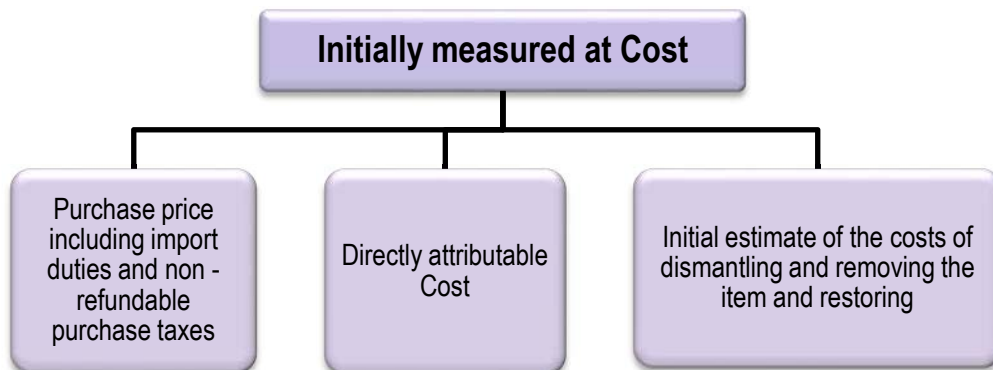 Initially measured at Cost
Purchase price
including import
duties and non -
refundable
purchase taxes
Directly attributable
Cost
Initial estimate of the costs of
dismantling and removing the
item and restoring